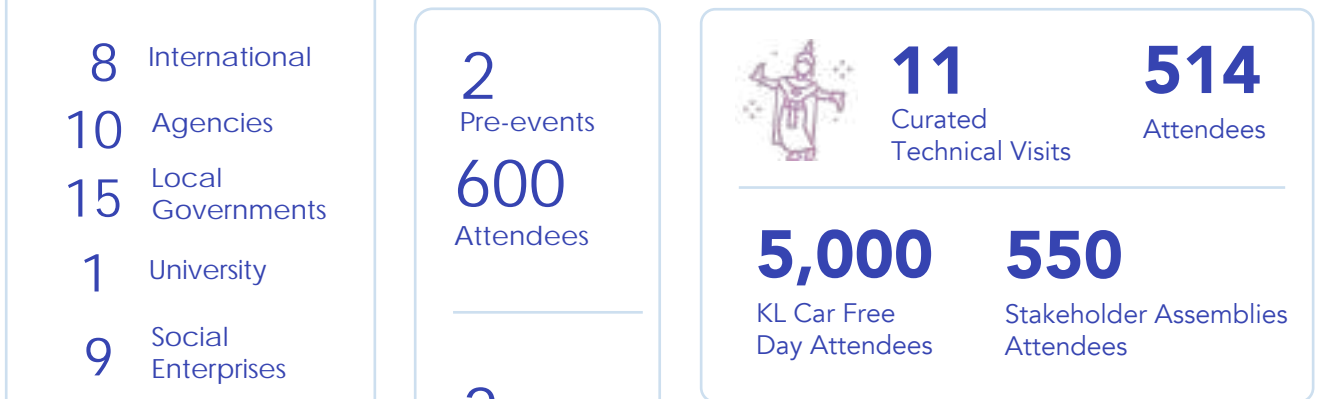 8 International
10 Agencies
15 Local
Governments
1 University
9 Social
Enterprises
2
Pre-events
600
Attendees
11
Curated
Technical Visits
514
Attendees
5,000
KL Car Free
Day Attendees
550
Stakeholder Assemblies
Attendees